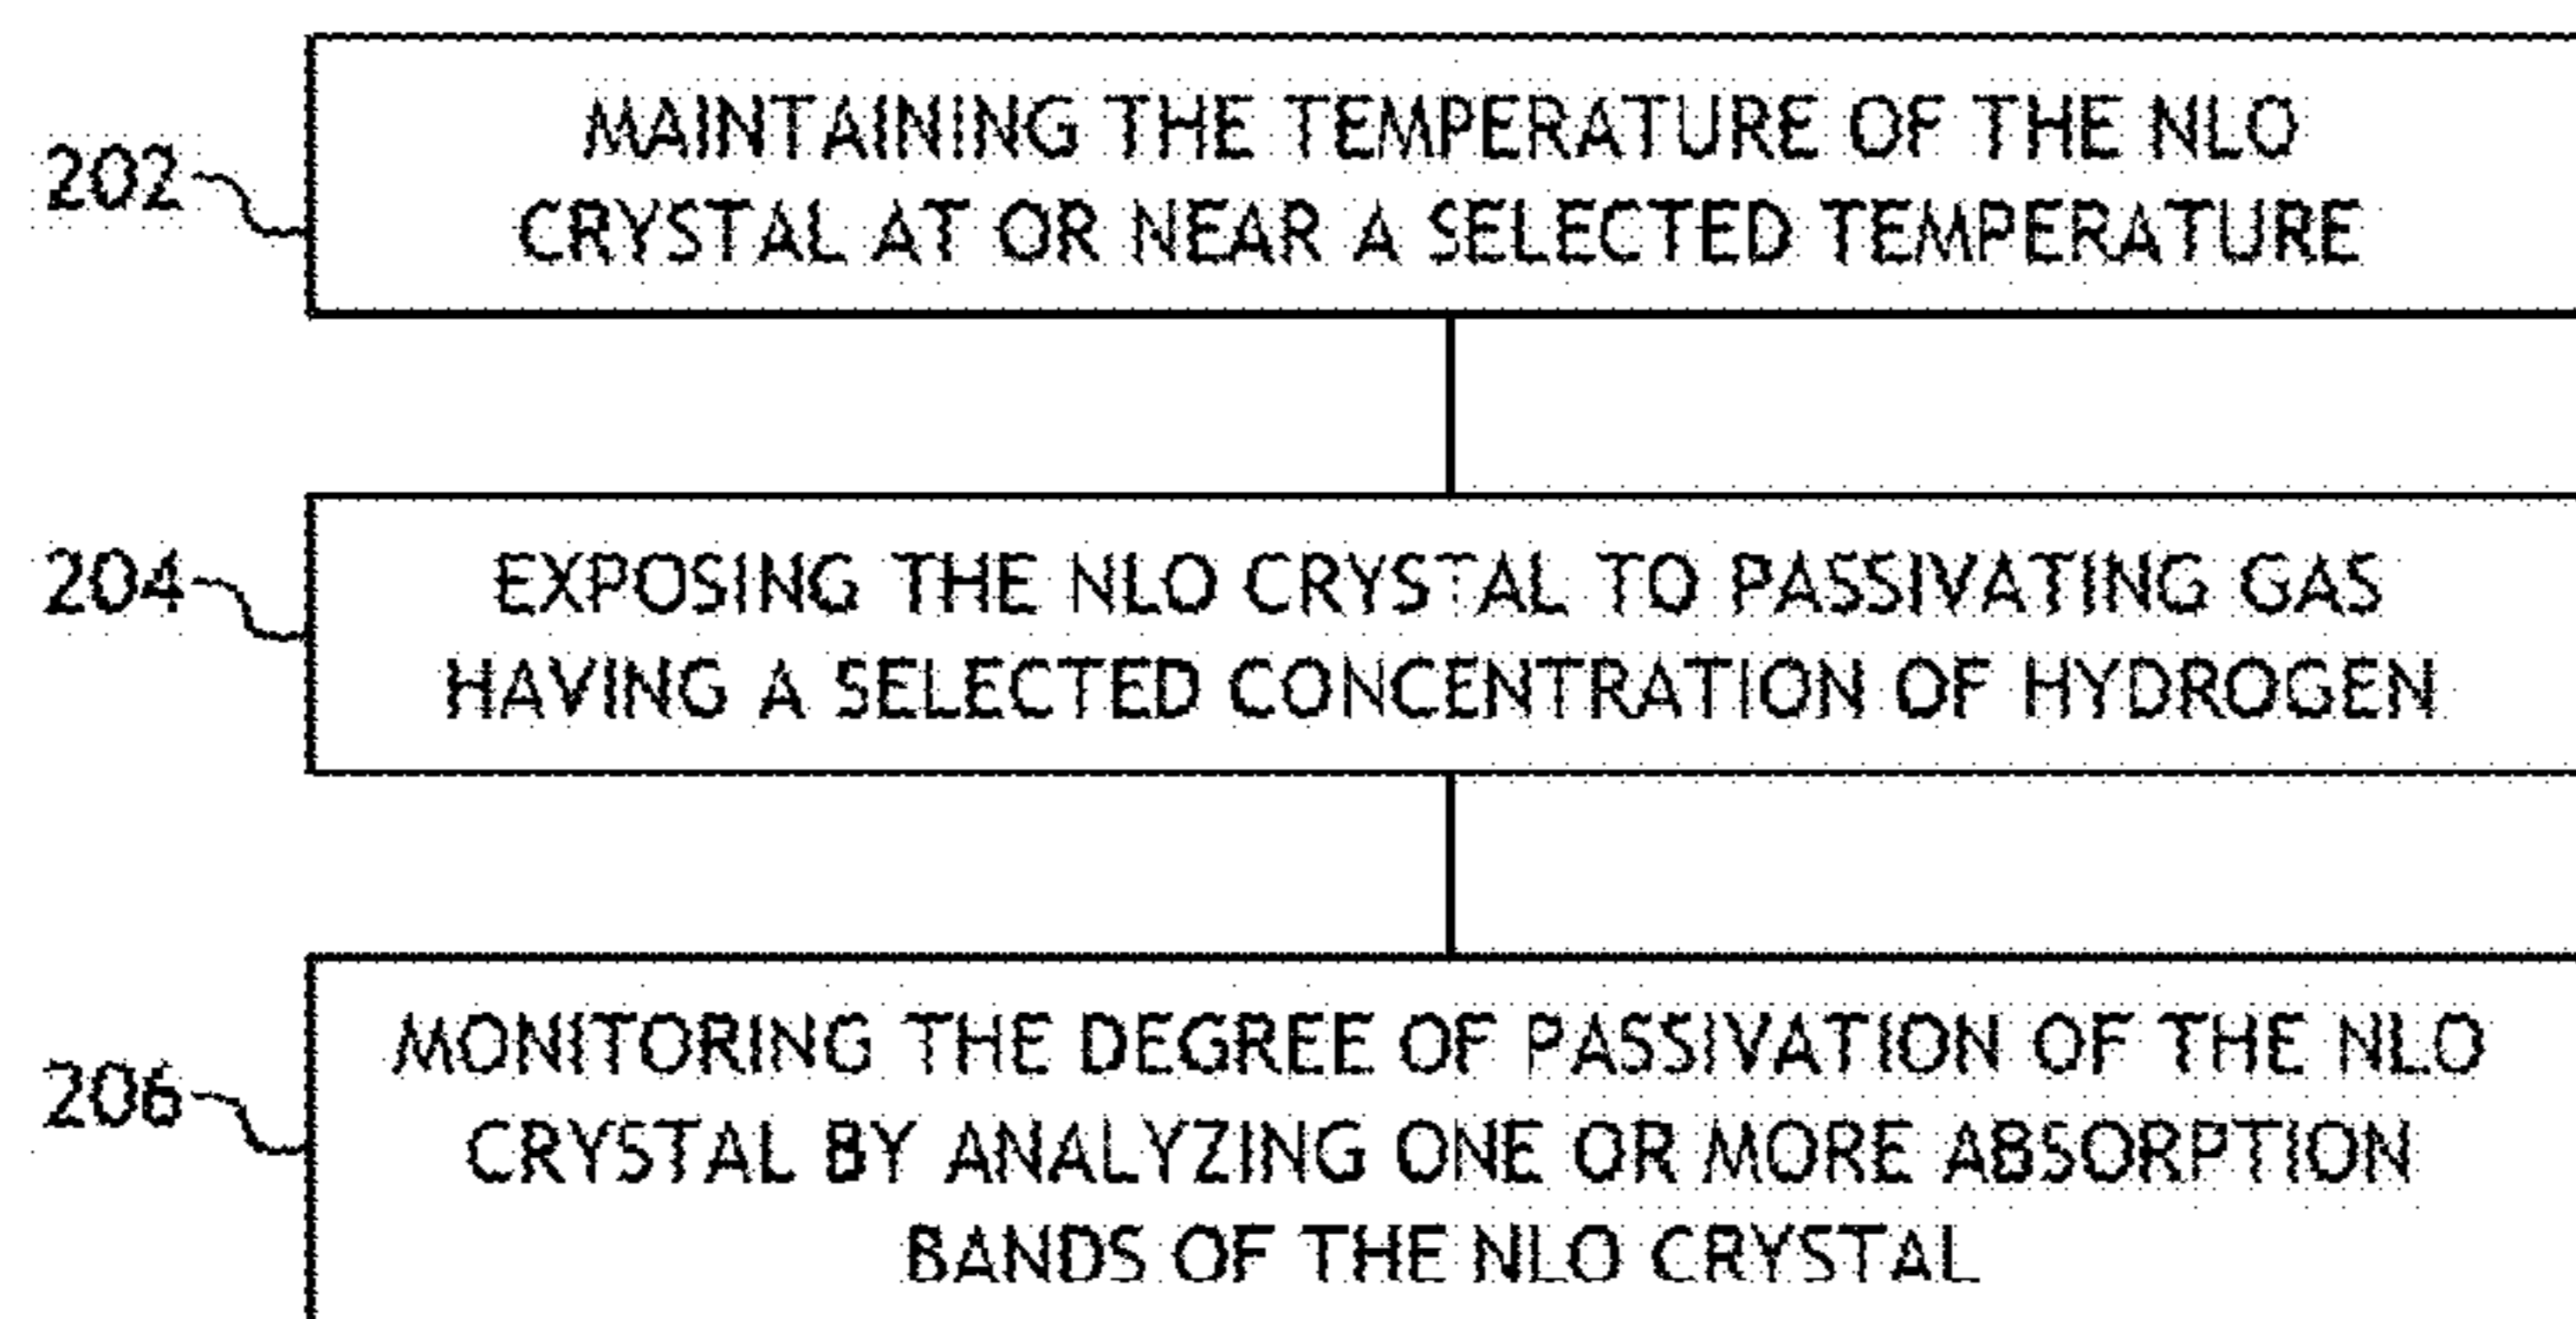 MAINTAINING THE TEMPERATURE OF THE NLO
202
CRYSTAL AT OR NEAR A SELECTED TEMPERATURE
204
EXPOSING THE NLO CRYSTAL TO PASSIVATING GAS
HAVING A SELECTED CONCENTRATION OF HYDROGEN
MONITORING THE DEGREE OF PASSIVATION OF THE NLO
206
CRYSTAL BY ANALYZING ONE OR MORE ABSORPTION
BANDS OF THE NLO CRYSTAL